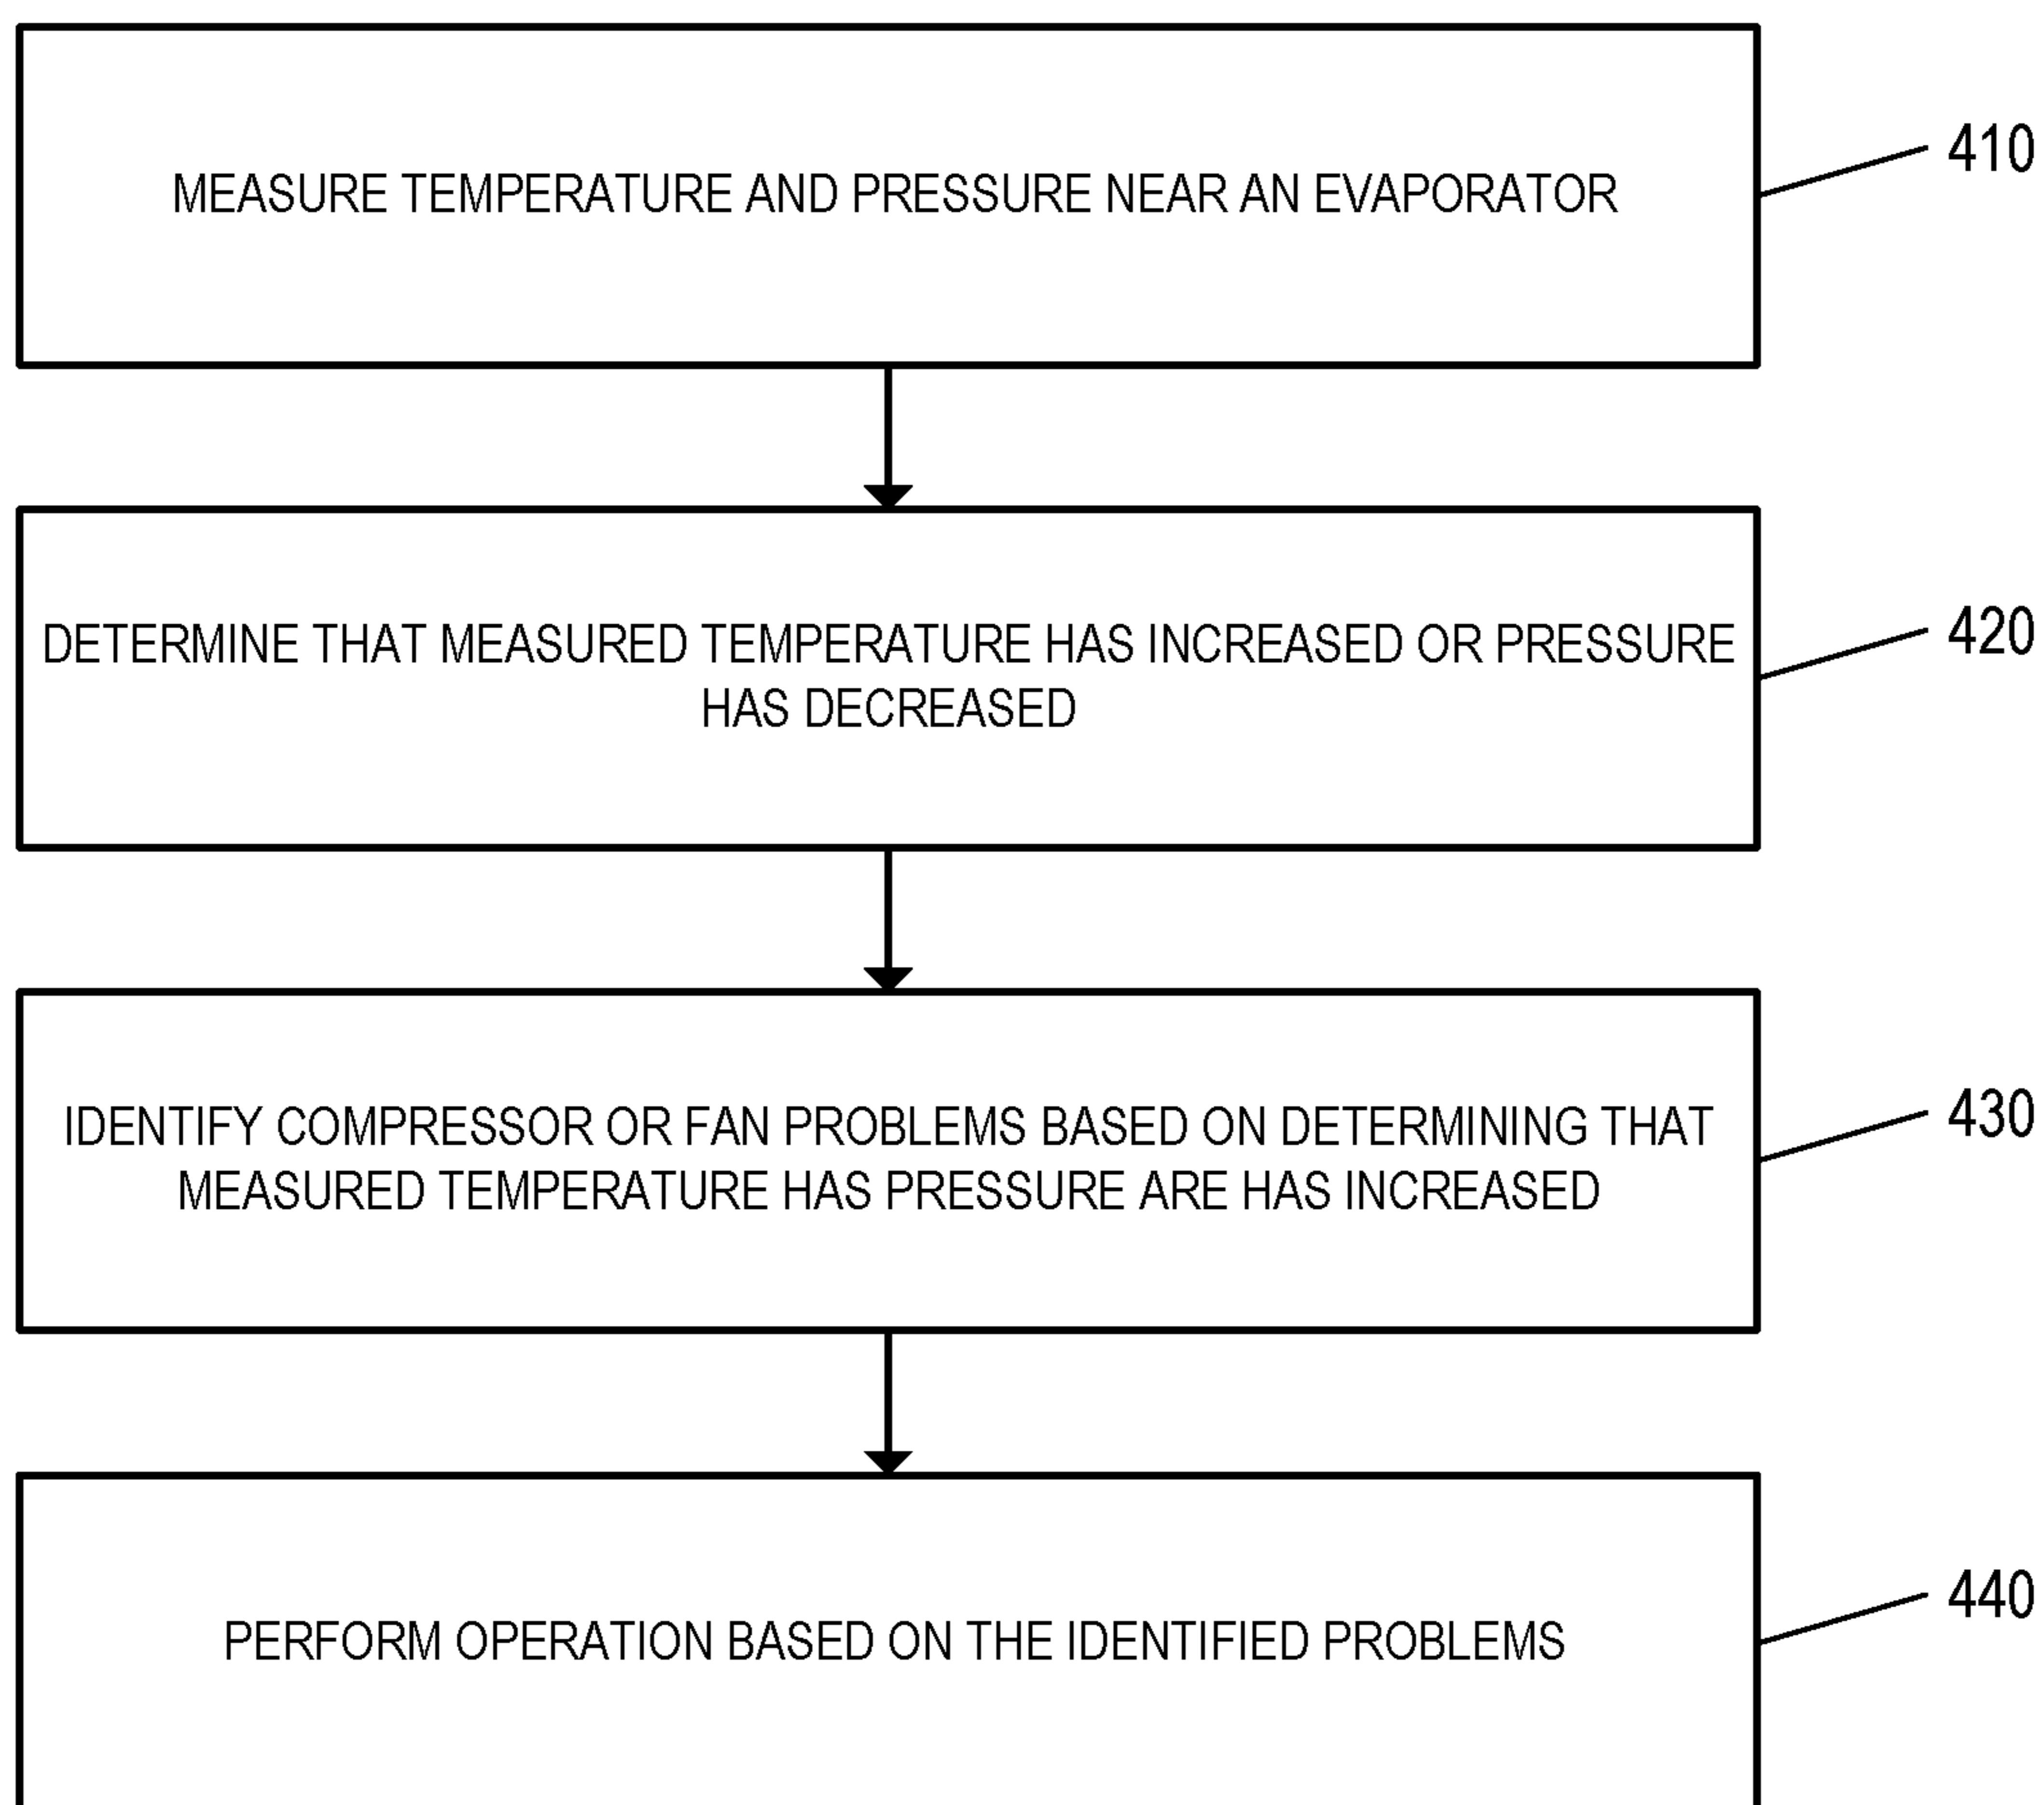 MEASURE TEMPERATURE AND PRESSURE NEAR AN EVAPORATOR
410
DETERMINE THAT MEASURED TEMPERATURE HAS INCREASED OR PRESSURE
HAS DECREASED
420
IDENTIFY COMPRESSOR OR FAN PROBLEMS BASED ON DETERMINING THAT
MEASURED TEMPERATURE HAS PRESSURE ARE HAS INCREASED
430
PERFORM OPERATION BASED ON THE IDENTIFIED PROBLEMS
440